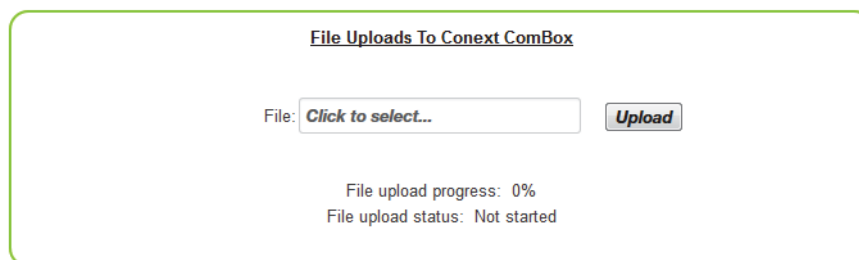 File Uploads To Conext ComBox
File: Click to select... Upload
File upload progress: 0%
File upload status: Not started